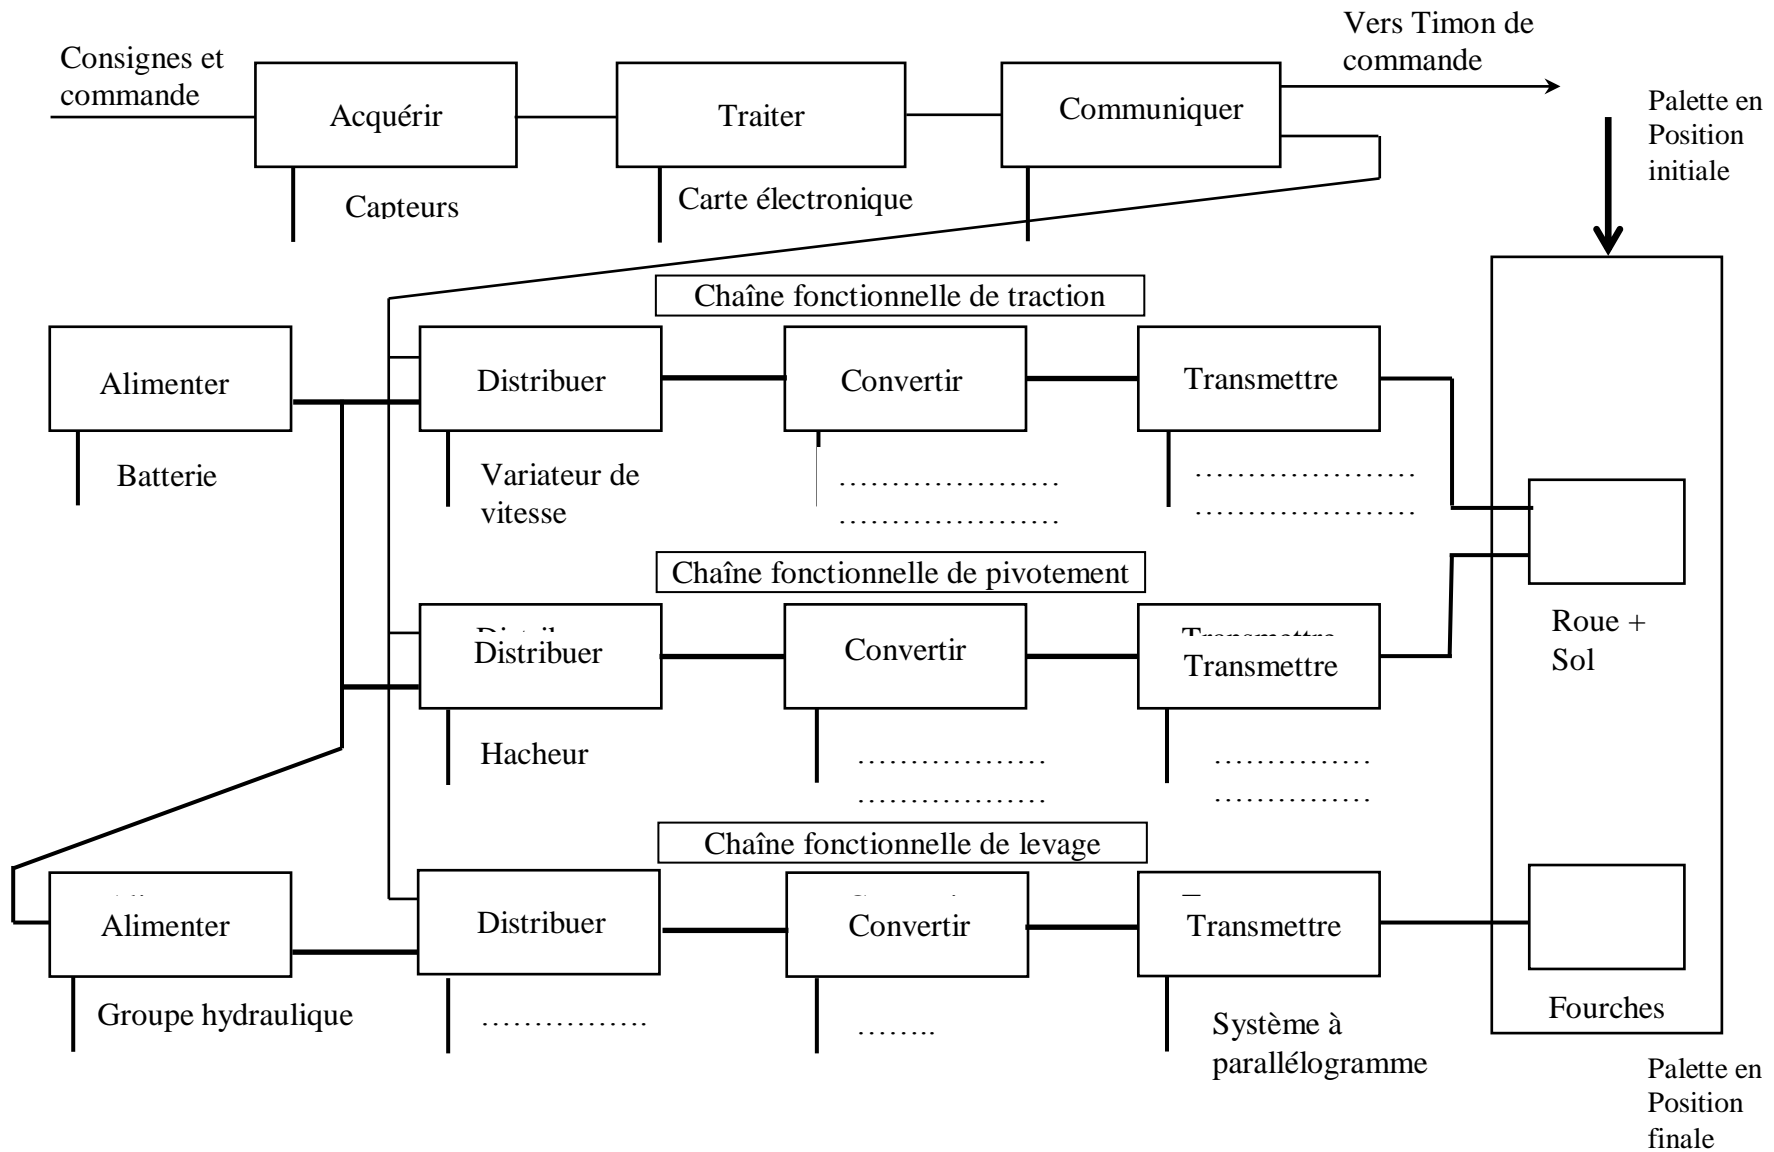 Consignes et
commande
Acquérir
Traiter
Communiquer
Vers Timon de
commande
Palette en
Position
initiale
Capteurs
Carte électronique
Chaîne fonctionnelle de traction
Alimenter
Distribuer
Convertir
Transmettre
Batterie
Variateur de
vitesse
…………………
…………………
…………………
…………………
Chaîne fonctionnelle de pivotement
Distribuer
Distribuer
Convertir
Transmettre
Transmettre
Roue +
Sol
Hacheur
………………
………………
……………
……………
Chaîne fonctionnelle de levage
Alimenter
Distribuer
Convertir
Transmettre
Groupe hydraulique
…………….
……..
Système à
parallélogramme
Fourches
Palette en
Position
finale